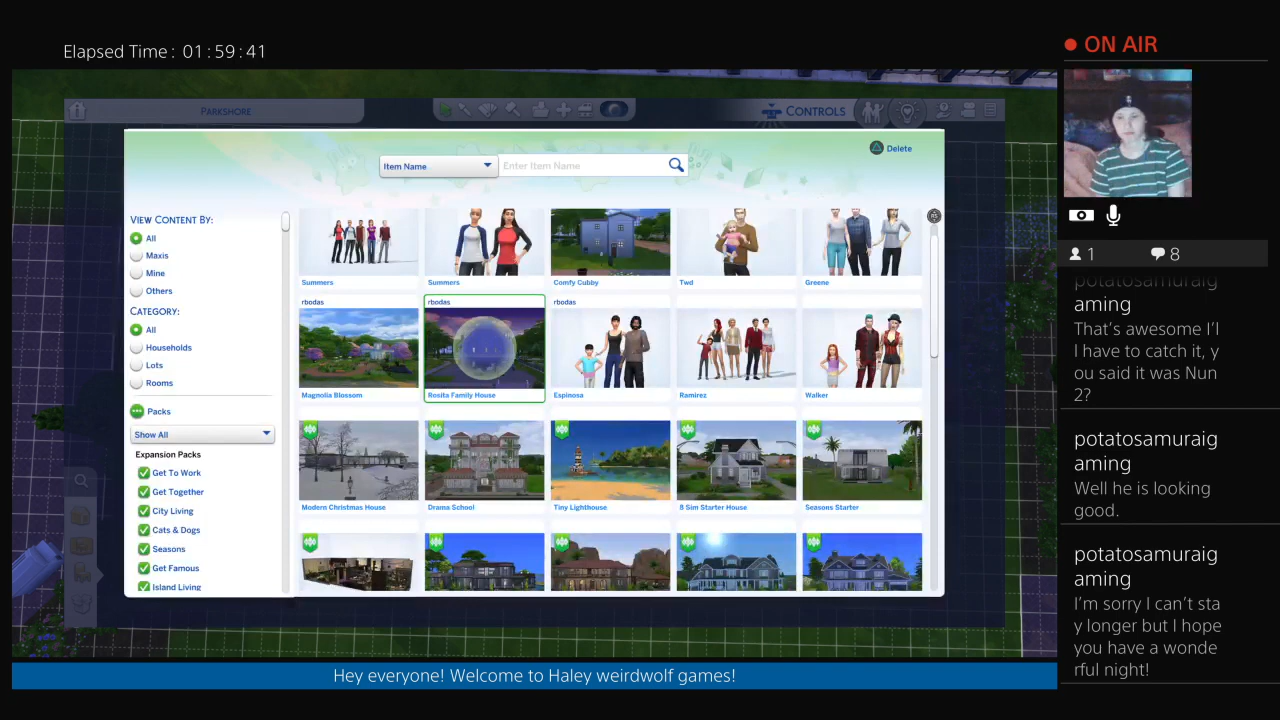 Elapsed Time: 01:59:41
ON AIR
PARKSHORE
CONTROLS
Delete
Item Name
Enter Item Name
VIEW CONTENT BY:
All
Maxis
Mine
Others
CATEGORY:
All
Households
Lots
Rooms
Packs
Show All
Expansion Packs
Get To Work
Get Together
City Living
Cats & Dogs
Seasons
Get Famous
Island Living
RS
Summers
Summers
Comfy Cubby
Twd
Greene
rbodas
rbodas
rbodas
Magnolia Blossom
Rosita Family House
Espinosa
Ramirez
Walker
Modern Christmas House
Drama School
Tiny Lighthouse
8 Sim Starter House
Seasons Starter
1
8
potatosamuraig
aming
That's awesome I'l
l have to catch it, y
ou said it was Nun
2?
potatosamuraig
aming
Well he is looking
good.
potatosamuraig
aming
I'm sorry I can't sta
y longer but I hope
you have a wonde
rful night!
Hey everyone! Welcome to Haley weirdwolf games!